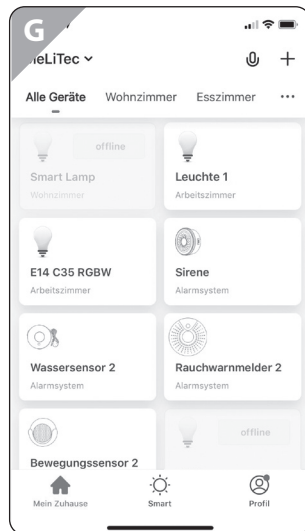 G
eLiTec
Alle Geräte Wohnzimmer Esszimmer ...
offline
Smart Lamp
Wohnzimmer
Leuchte 1
Arbeitszimmer
E14 C35 RGBW
Arbeitszimmer
Sirene
Alarmsystem
Wassersensor 2
Alarmsystem
Rauchwarnmelder 2
Alarmsystem
Bewegungssensor 2
offline
Mein Zuhause Smart Profil